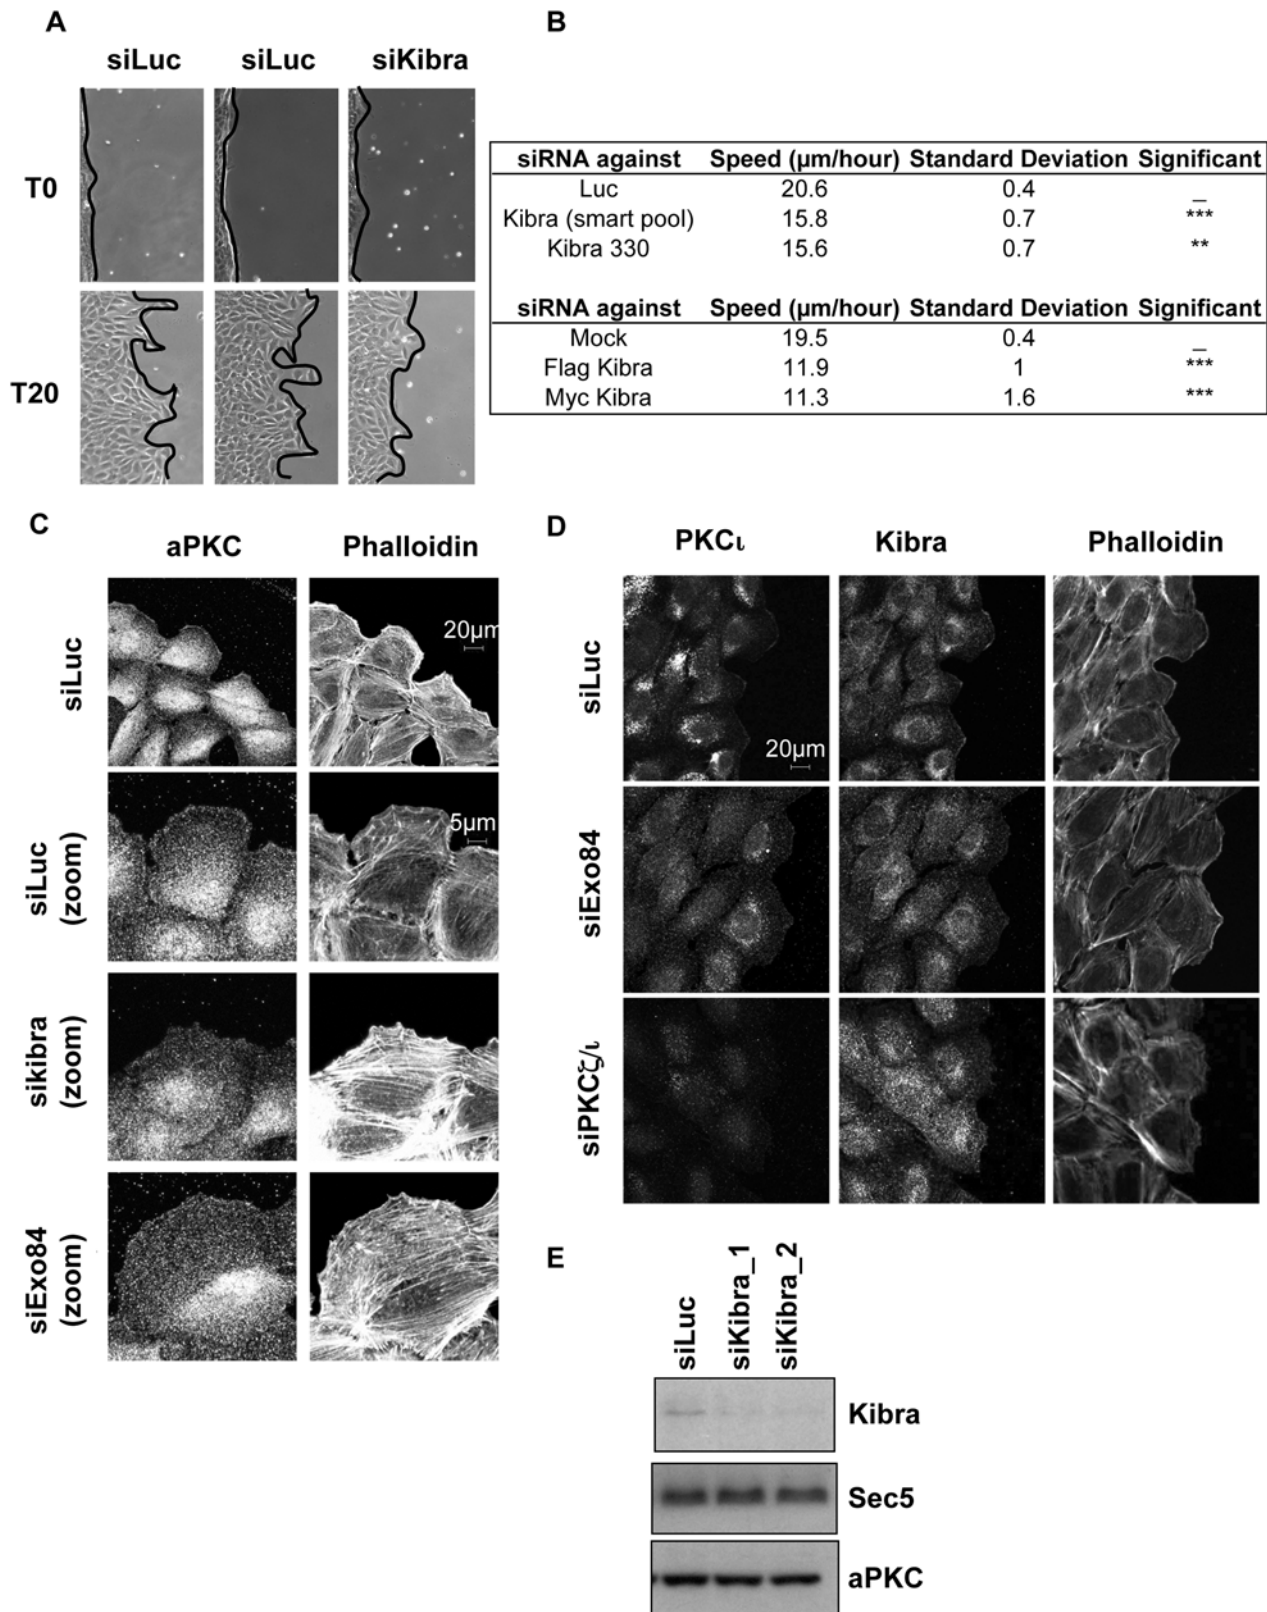 A
siLuc siLuc siKibra
T0
T20
B
siRNA against Speed (µm/hour) Standard Deviation Significant
Luc 20.6 0.4 _
Kibra (smart pool) 15.8 0.7 ***
Kibra 330 15.6 0.7 **
siRNA against Speed (µm/hour) Standard Deviation Significant
Mock 19.5 0.4 _
Flag Kibra 11.9 1 ***
Myc Kibra 11.3 1.6 ***
C
aPKC Phalloidin
siLuc
20µm
siLuc
(zoom)
5µm
sikibra
(zoom)
siExo84
(zoom)
D
PKCι Kibra Phalloidin
siLuc
20µm
siExo84
siPKCζ/ι
E
siLuc
siKibra_1
siKibra_2
Kibra
Sec5
aPKC